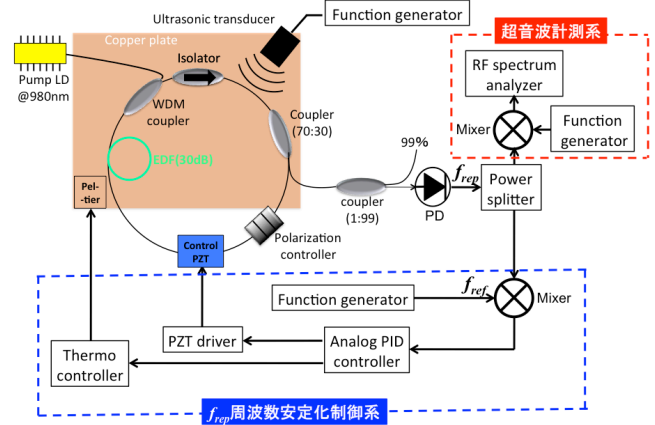 Ultrasonic transducer
Function generator
Copper plate
Pump LD
@980nm
Isolator
WDM
coupler
Coupler
(70:30)
EDF(30dB)
超音波計測系
RF spectrum
analyzer
Mixer
Function
generator
99%
coupler
(1:99)
PD
frep
Power
splitter
Pel-
-tier
Polarization
controller
Control
PZT
Function generator
fref
Mixer
PZT driver
Analog PID
controller
Thermo
controller
frep周波数安定化制御系